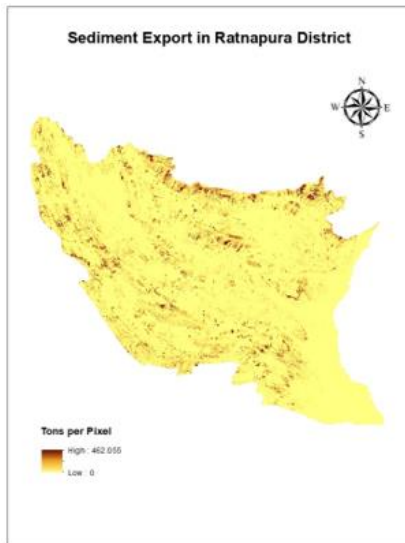 Sediment Export in Ratnapura District
N
W E
S
Tons per Pixel
High : 462.055
Low : 0